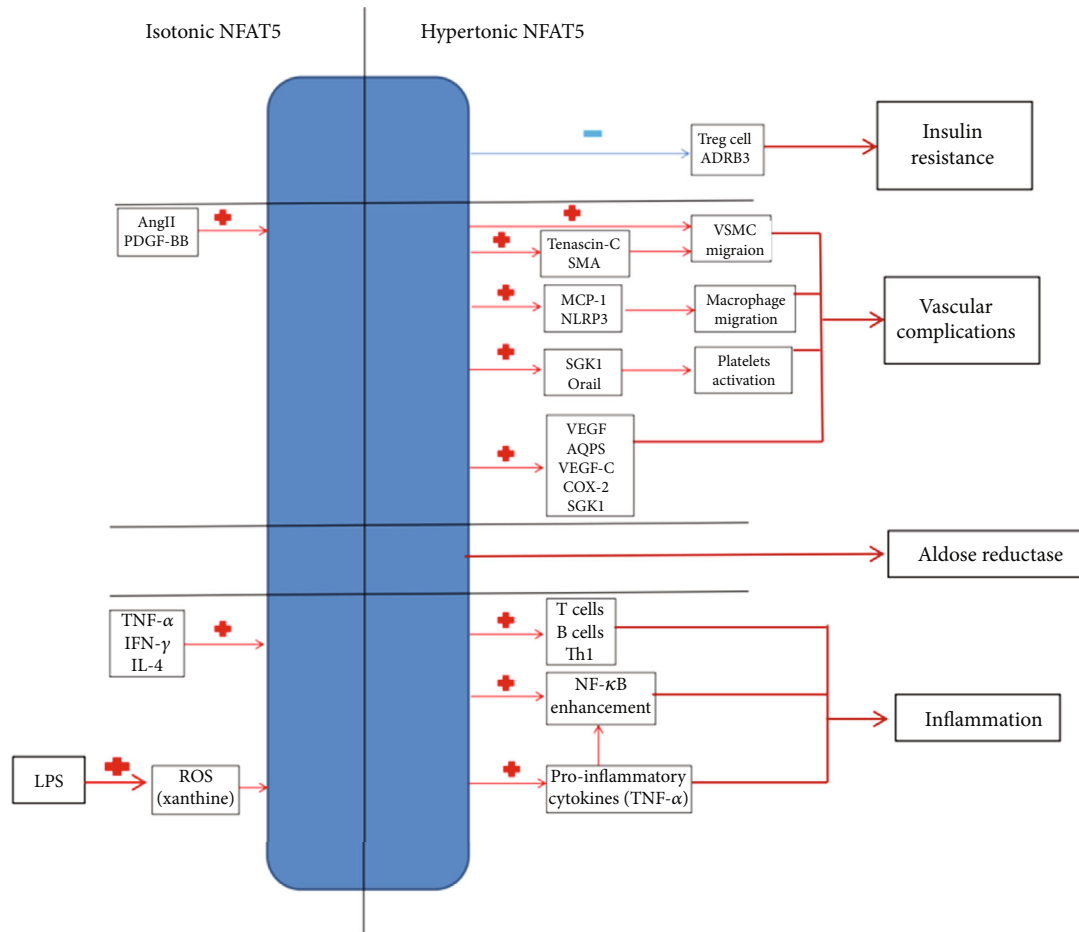 Isotonic NFAT5
Hypertonic NFAT5
Treg cell
ADRB3
Insulin
resistance
AngII
PDGF-BB
VSMC
migraion
Tenascin-C
SMA
MCP-1
NLRP3
Macrophage
migration
Vascular
complications
SGK1
Orail
Platelets
activation
VEGF
AQPS
VEGF-C
COX-2
SGK1
Aldose reductase
TNF-α
IFN-γ
IL-4
T cells
B cells
Th1
NF-κB
enhancement
Inflammation
LPS
ROS
(xanthine)
Pro-inflammatory
cytokines (TNF-α)